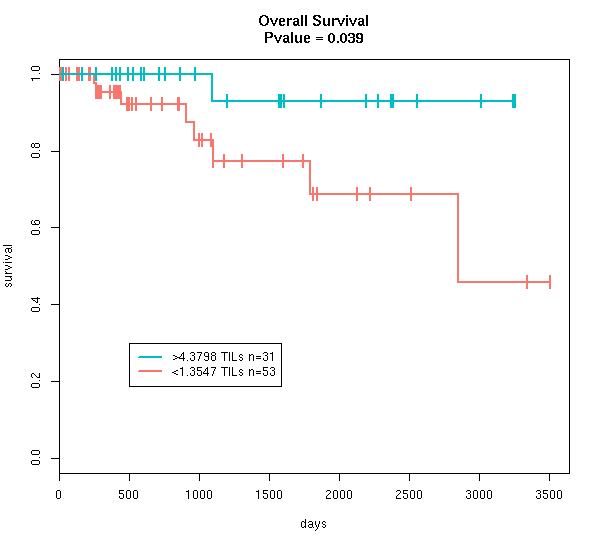 Overall Survival
Pvalue = 0.039
1.0
0.8
0.6
0.4
0.2
0.0
survival
>4.3798 TILs n=31
<1.3547 TILs n=53
0 500 1000 1500 2000 2500 3000 3500
days